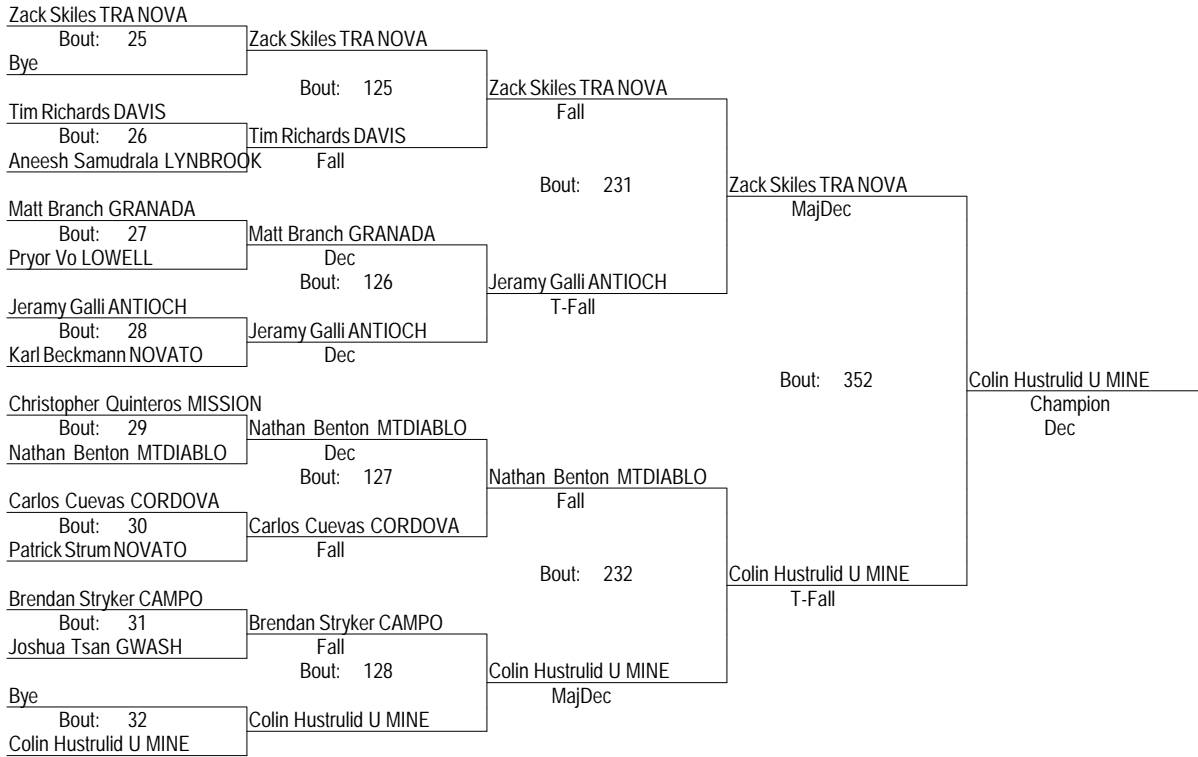 Zack Skiles TRA NOVA
Bout: 25
Zack Skiles TRA NOVA
Bye
Bout: 125
Zack Skiles TRA NOVA
Fall
Tim Richards DAVIS
Bout: 26
Tim Richards DAVIS
Aneesh Samudrala LYNBROOK
Fall
Bout: 231
Zack Skiles TRA NOVA
MajDec
Matt Branch GRANADA
Bout: 27
Matt Branch GRANADA
Pryor Vo LOWELL
Dec
Bout: 126
Jeramy Galli ANTIOCH
T-Fall
Jeramy Galli ANTIOCH
Bout: 28
Jeramy Galli ANTIOCH
Karl Beckmann NOVATO
Dec
Bout: 352
Colin Hustrulid U MINE
Champion
Dec
Christopher Quinteros MISSION
Bout: 29
Nathan Benton MTDIABLO
Nathan Benton MTDIABLO
Dec
Bout: 127
Nathan Benton MTDIABLO
Fall
Carlos Cuevas CORDOVA
Bout: 30
Carlos Cuevas CORDOVA
Patrick Strum NOVATO
Fall
Bout: 232
Colin Hustrulid U MINE
T-Fall
Brendan Stryker CAMPO
Bout: 31
Brendan Stryker CAMPO
Joshua Tsan GWASH
Fall
Bout: 128
Colin Hustrulid U MINE
MajDec
Bye
Bout: 32
Colin Hustrulid U MINE
Colin Hustrulid U MINE